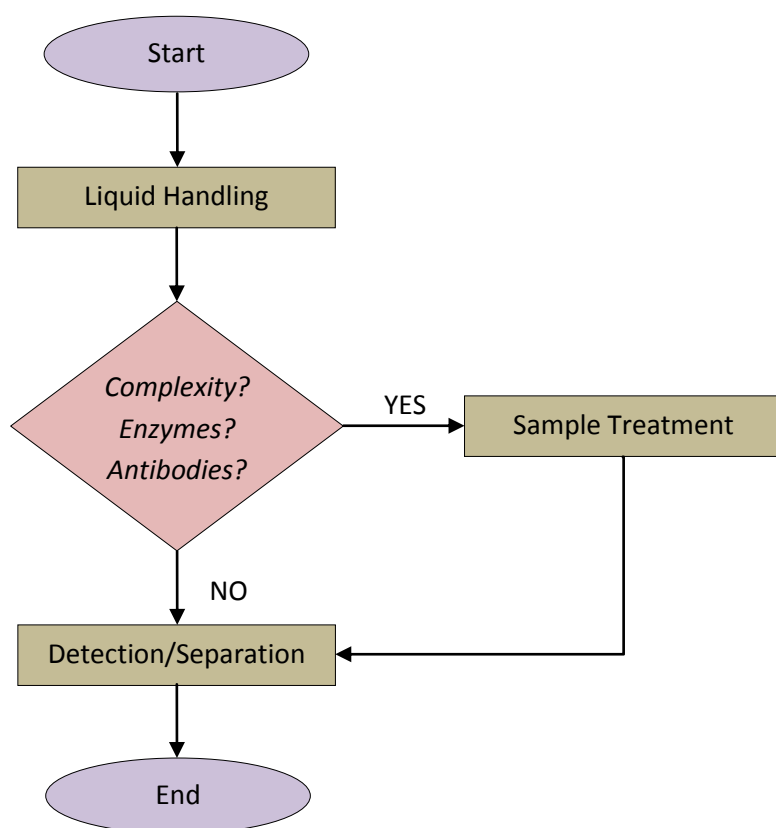 Start
Liquid Handling
Complexity?
Enzymes?
Antibodies?
YES
Sample Treatment
NO
Detection/Separation
End